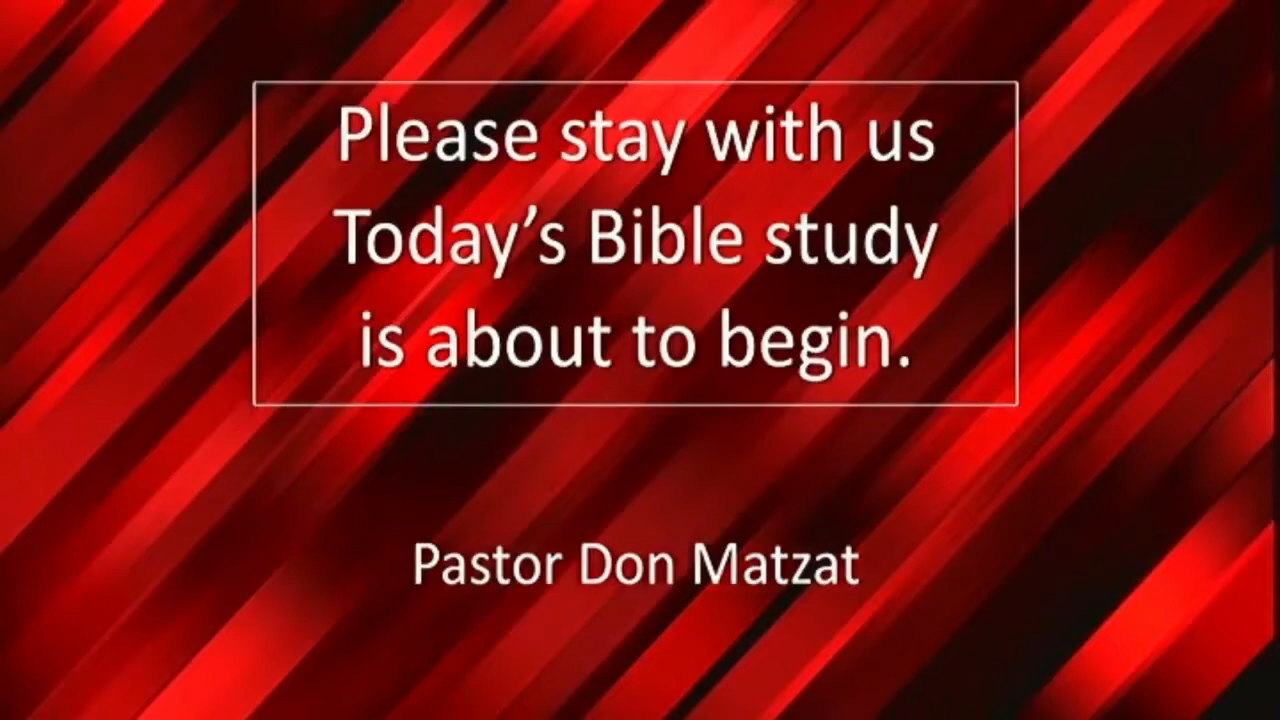 Please stay with us
Today’s Bible study
is about to begin.
Pastor Don Matzat